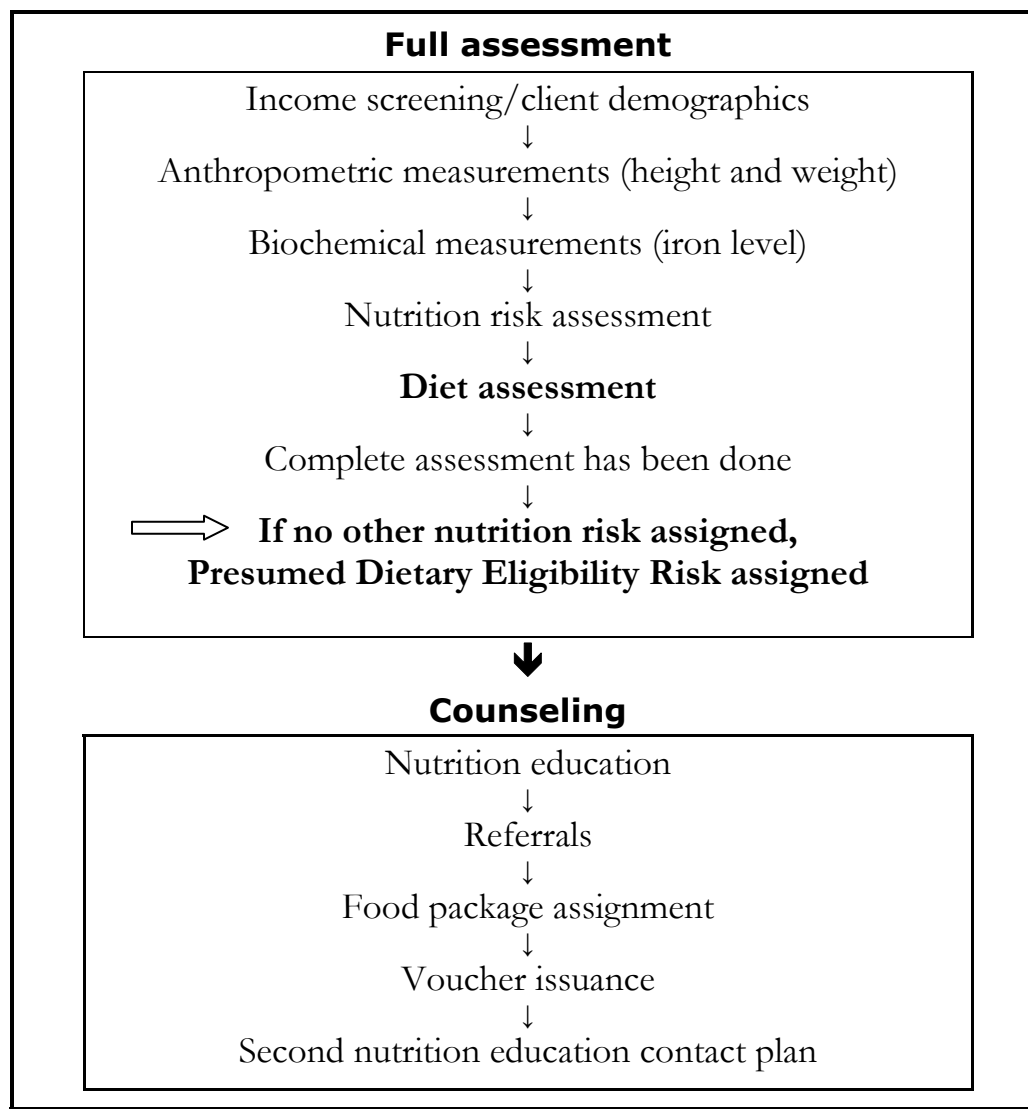 Full assessment
Income screening/client demographics
↓
Anthropometric measurements (height and weight)
↓
Biochemical measurements (iron level)
↓
Nutrition risk assessment
↓
Diet assessment
↓
Complete assessment has been done
↓
If no other nutrition risk assigned,
Presumed Dietary Eligibility Risk assigned
Counseling
Nutrition education
↓
Referrals
↓
Food package assignment
↓
Voucher issuance
↓
Second nutrition education contact plan